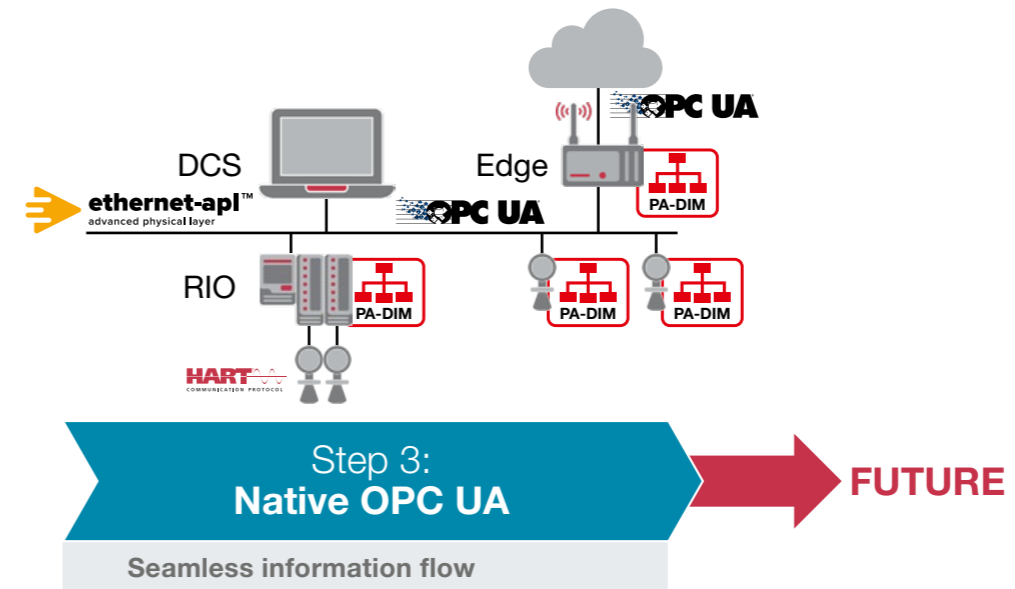 OPC UA
DCS
Edge
ethernet-apl™
advanced physical layer
OPC UA
PA-DIM
RIO
PA-DIM
PA-DIM
PA-DIM
HART
COMMUNICATION PROTOCOL
Step 3:
Native OPC UA
FUTURE
Seamless information flow